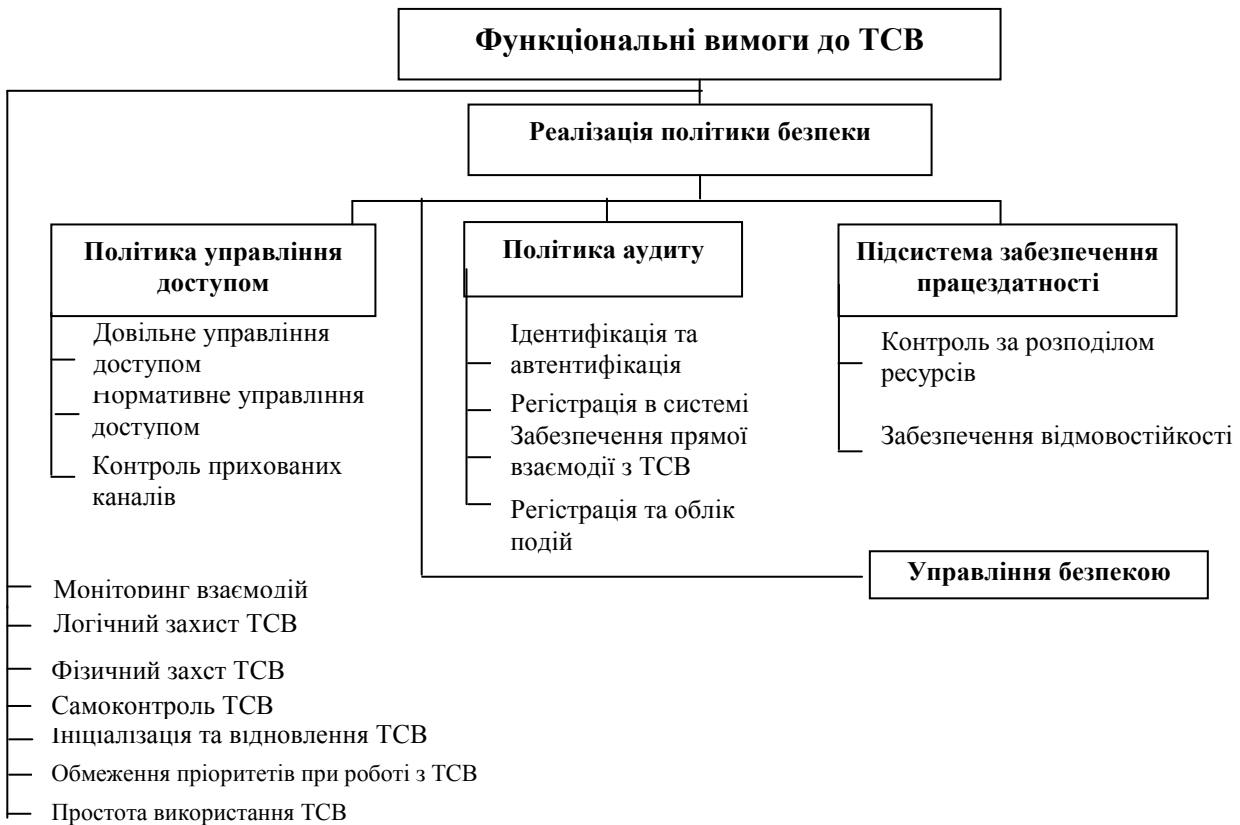 Функціональні вимоги до ТСВ
Реалізація політики безпеки
Політика управління
доступом
Довільне управління
доступом
Нормативне управління
доступом
Контроль прихованих
каналів
Політика аудиту
Ідентифікація та
автентифікація
Регістрація в системі
Забезпечення прямої
взаємодії з ТСВ
Регістрація та облік
подій
Підсистема забезпечення
працездатності
Контроль за розподілом
ресурсів
Забезпечення відмовостійкості
Управління безпекою
Моніторинг взаємодій
Логічний захист ТСВ
Фізичний захст ТСВ
Самоконтроль ТСВ
Ініціалізація та відновлення ТСВ
Обмеження пріоритетів при роботі з ТСВ
Простота використання ТСВ